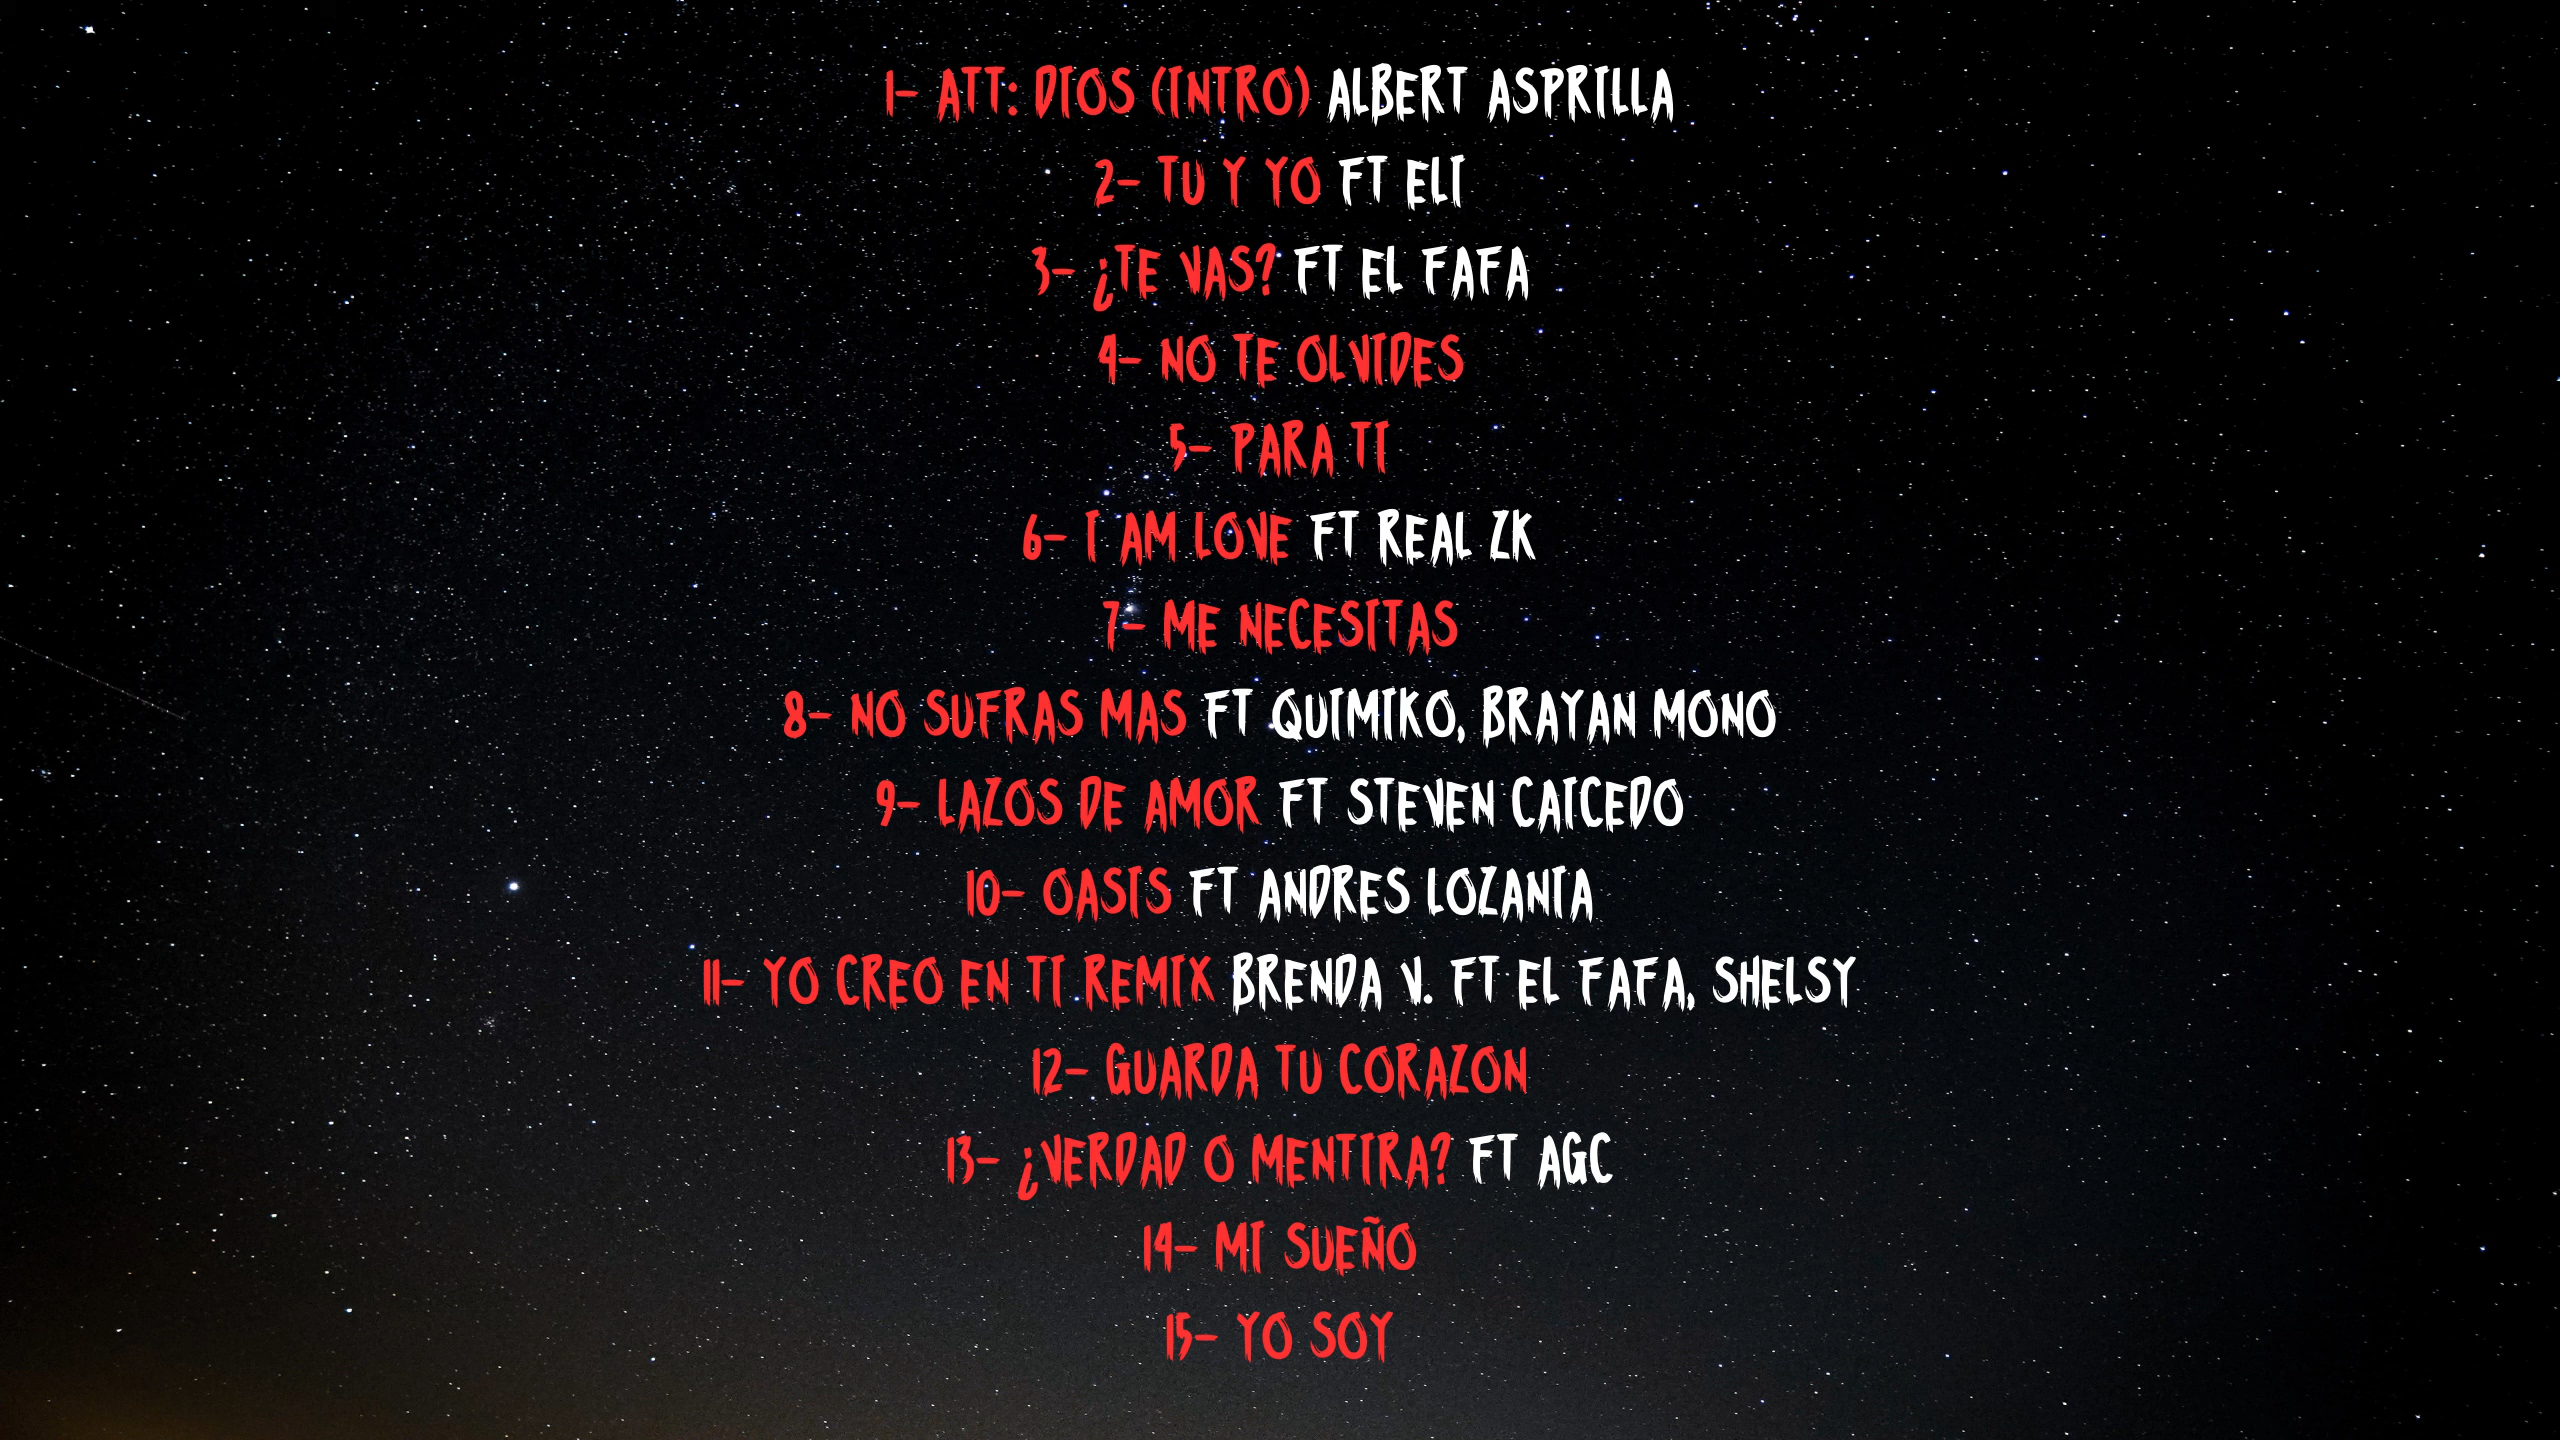 1- ATT: DIOS (INTRO) ALBERT ASPRILLA
2- TU Y YO FT ELI
3- ¿TE VAS? FT EL FAFA
4- NO TE OLVIDES
5- PARA TI
6- I AM LOVE FT REAL ZK
7- ME NECESITAS
8- NO SUFRAS MAS FT QUIMIKO, BRAYAN MONO
9- LAZOS DE AMOR FT STEVEN CAICEDO
10- OASIS FT ANDRES LOZANIA
11- YO CREO EN TI REMIX BRENDA V. FT EL FAFA, SHELSY
12- GUARDA TU CORAZON
13- ¿VERDAD O MENTIRA? FT AGC
14- MI SUEÑO
15- YO SOY